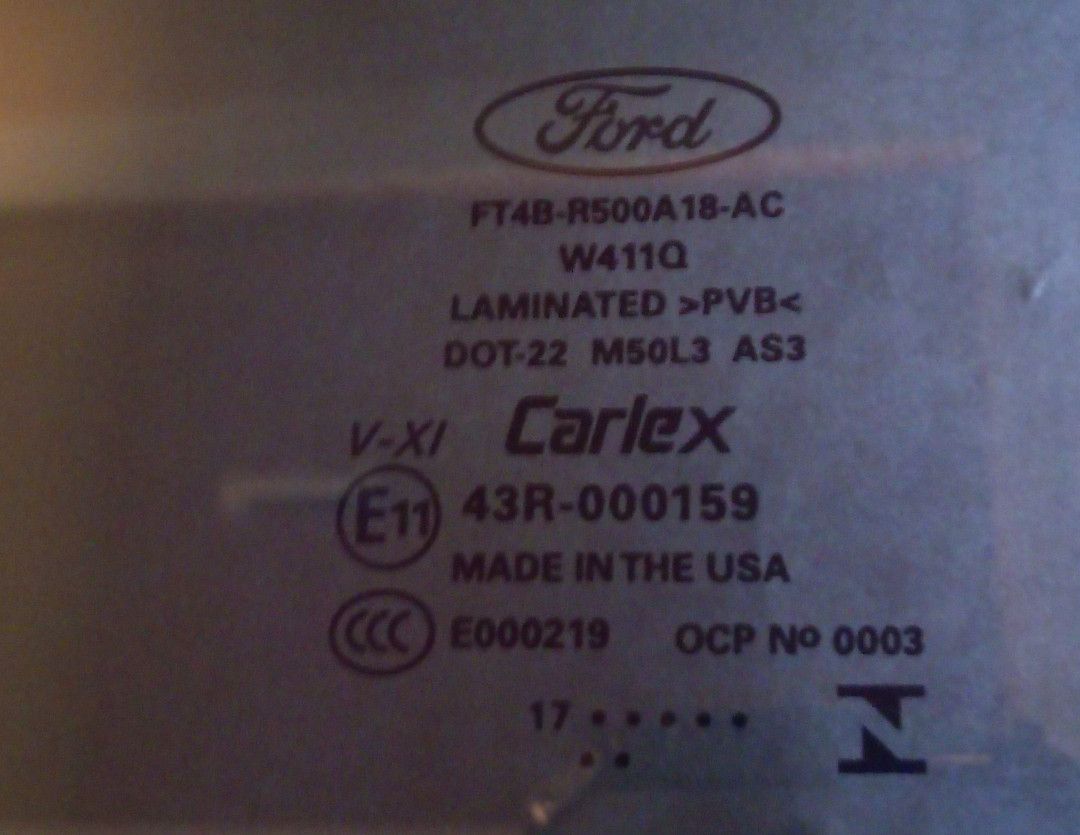 Ford
FT4B-R500A18-AC
W411Q
LAMINATED >PVB<
DOT-22 M50L3 AS3
V-XI Carlex
E11 43R-000159
MADE IN THE USA
CCC E000219 OCP Nº 0003
17 • • • • •
• •